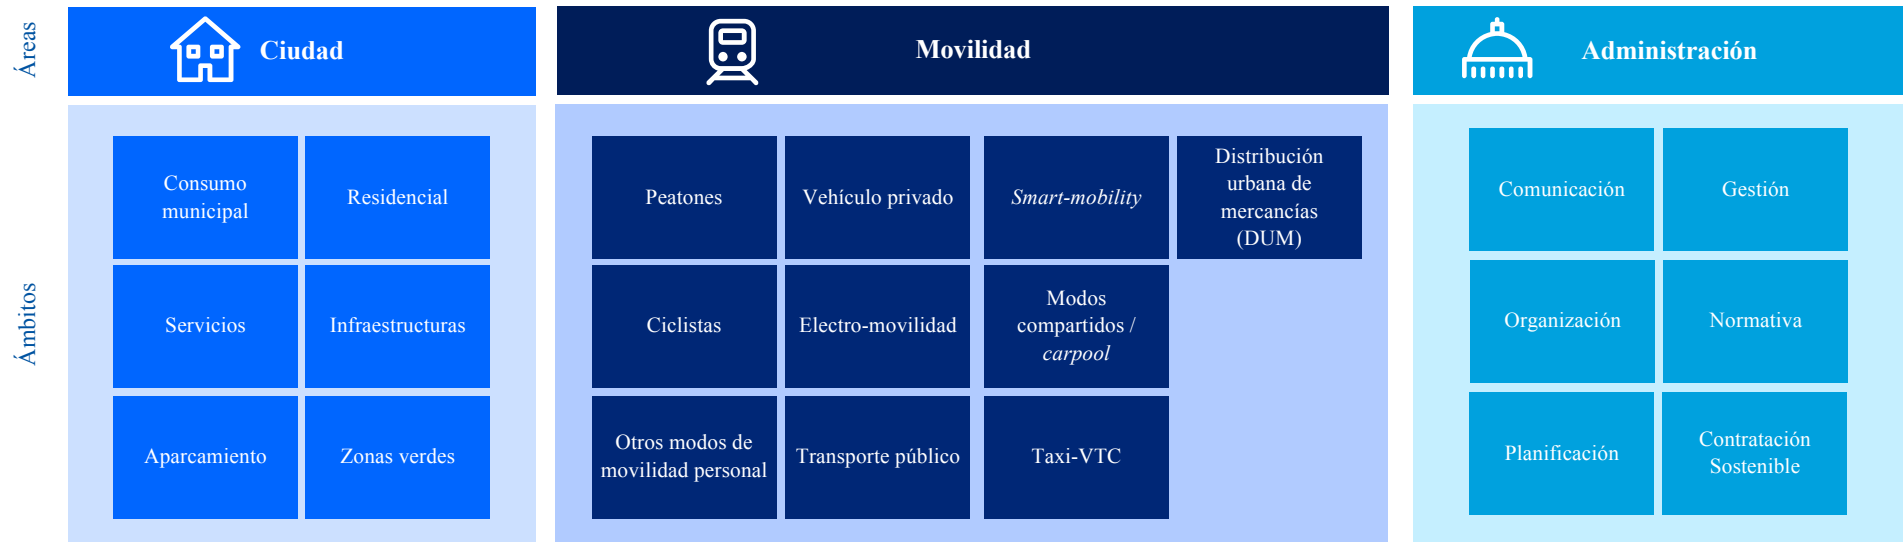 Áreas
Ciudad
Movilidad
Administración
Ámbitos
Consumo
municipal
Residencial
Servicios
Infraestructuras
Aparcamiento
Zonas verdes
Peatones
Vehículo privado
Smart-mobility
Distribución
urbana de
mercancías
(DUM)
Ciclistas
Electro-movilidad
Modos
compartidos /
carpool
Otros modos de
movilidad personal
Transporte público
Taxi-VTC
Comunicación
Gestión
Organización
Normativa
Planificación
Contratación
Sostenible